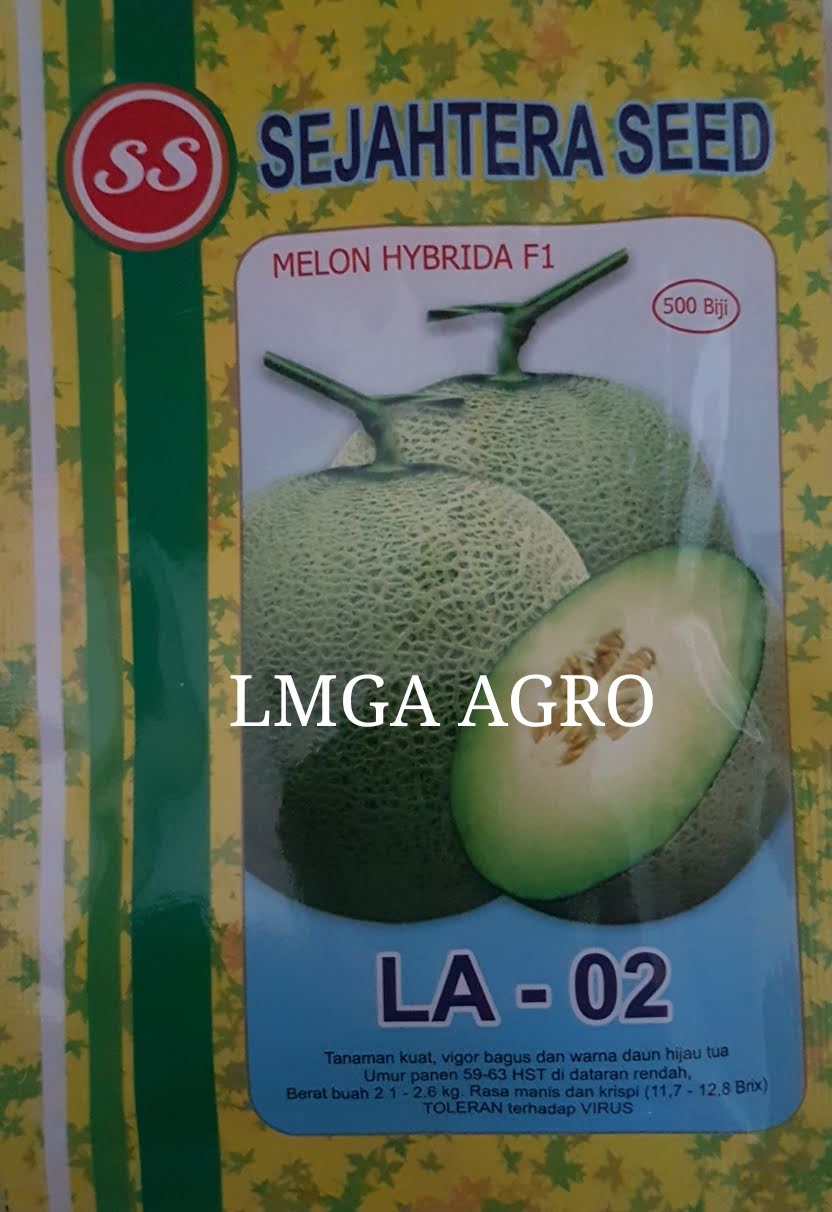 SS
SEJAHTERA SEED
MELON HYBRIDA F1
500 Biji
LMGA AGRO
LA - 02
Tanaman kuat, vigor bagus dan warna daun hijau tua
Umur panen 59-63 HST di dataran rendah,
Berat buah 2.1 - 2.6 kg. Rasa manis dan krispi (11,7 - 12,8 Brix)
TOLERAN terhadap VIRUS